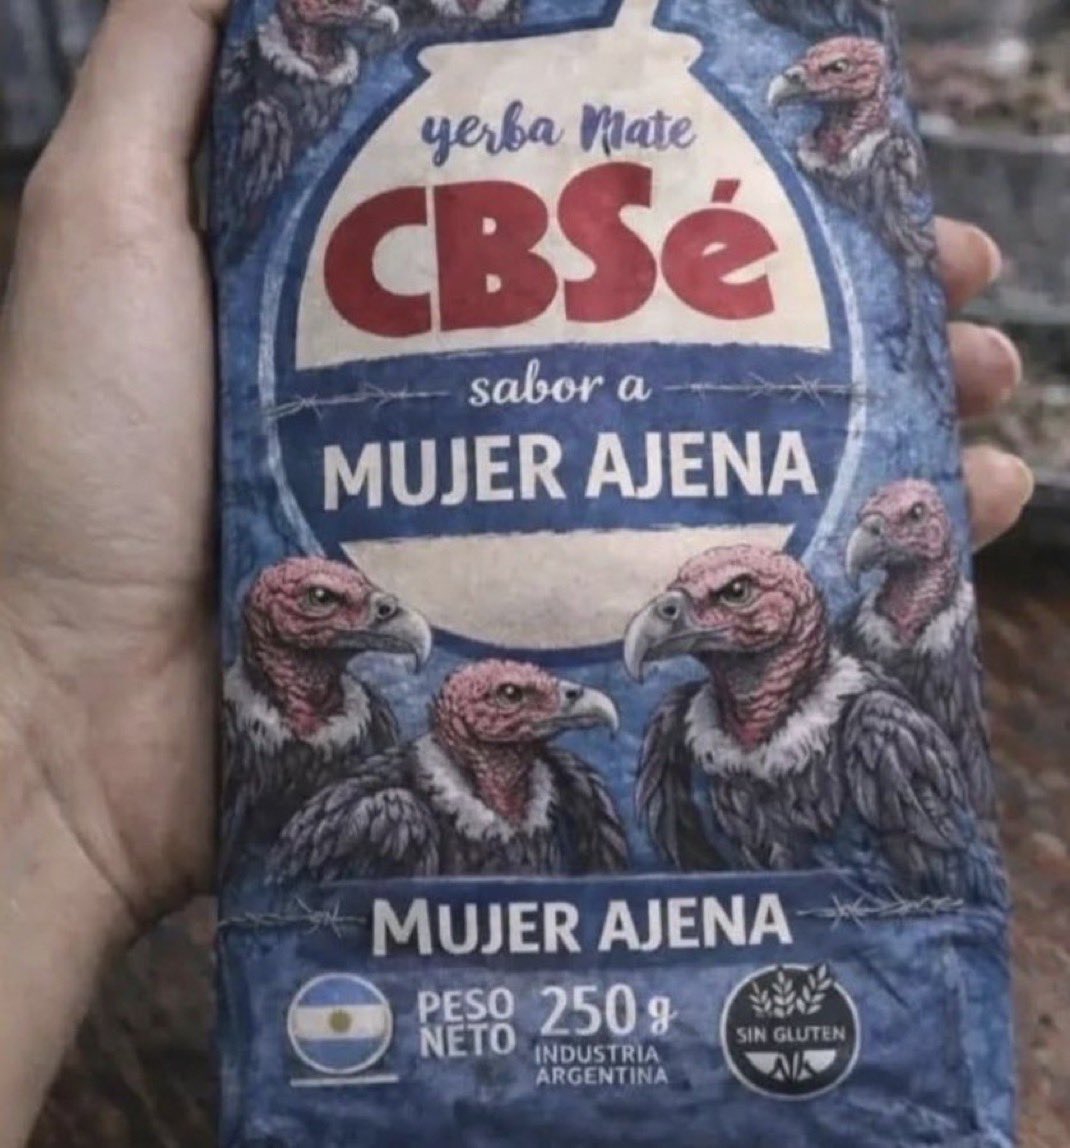 yerba Mate
CBSé
sabor a
MUJER AJENA
MUJER AJENA
PESO NETO 250 g
INDUSTRIA ARGENTINA
SIN GLUTEN